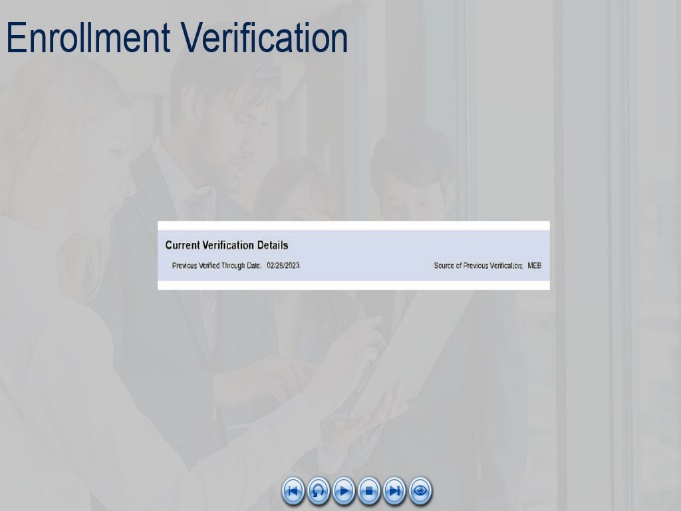 Enrollment Verification
Current Verification Details
Previous Verified Through Date: 02/28/2023 Source of Previous Verification: MEB